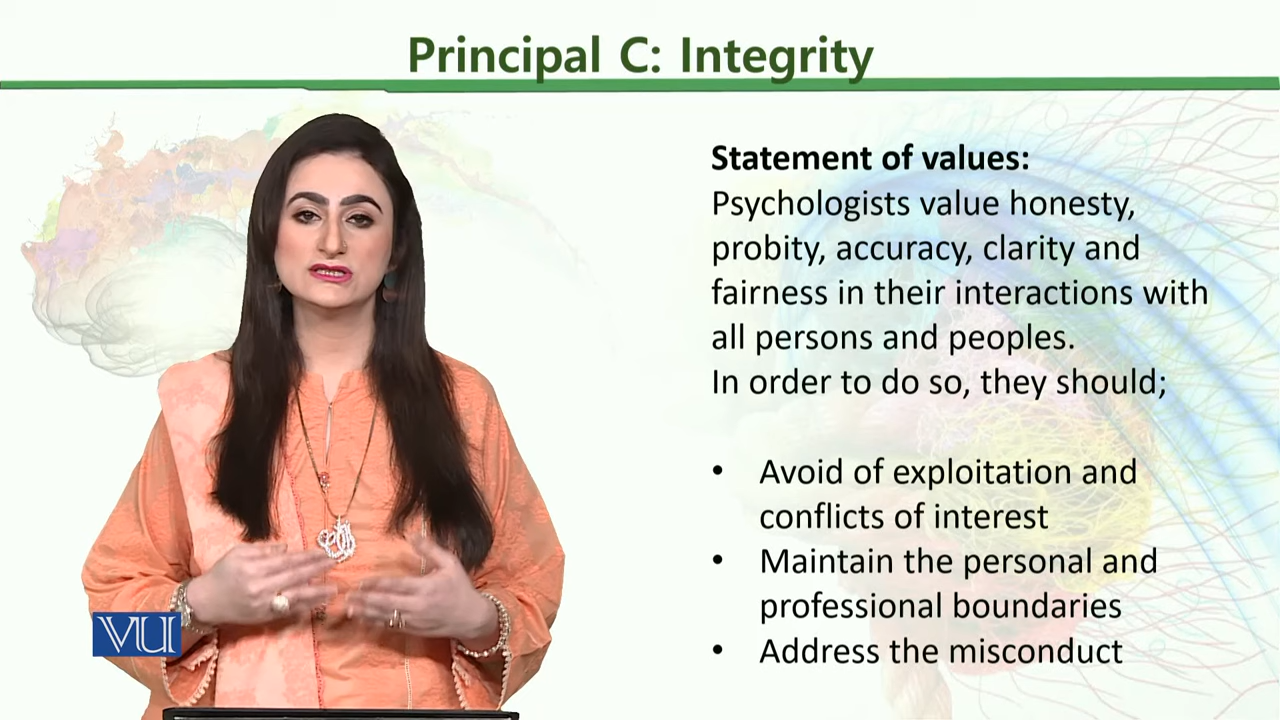 Principal C: Integrity
Statement of values:
Psychologists value honesty,
probity, accuracy, clarity and
fairness in their interactions with
all persons and peoples.
In order to do so, they should;
• Avoid of exploitation and
conflicts of interest
• Maintain the personal and
professional boundaries
• Address the misconduct
VU